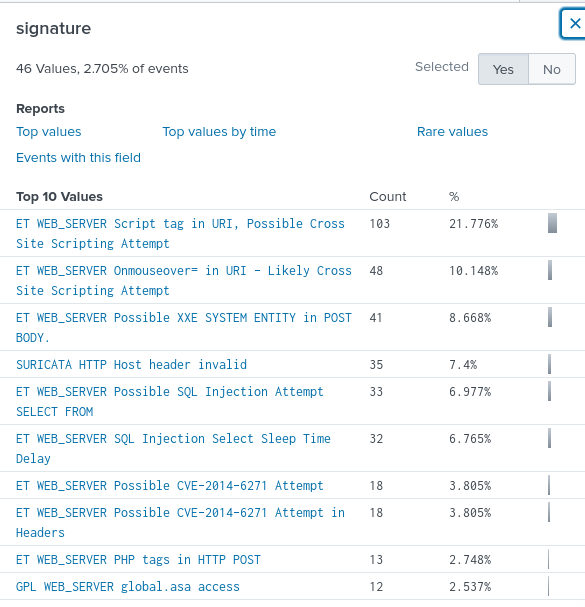 signature
46 Values, 2.705% of events
Selected Yes No
Reports
Top values Top values by time Rare values
Events with this field
Top 10 Values Count %
ET WEB_SERVER Script tag in URI, Possible Cross 103 21.776%
Site Scripting Attempt
ET WEB_SERVER Onmouseover= in URI - Likely Cross 48 10.148%
Site Scripting Attempt
ET WEB_SERVER Possible XXE SYSTEM ENTITY in POST 41 8.668%
BODY.
SURICATA HTTP Host header invalid 35 7.4%
ET WEB_SERVER Possible SQL Injection Attempt 33 6.977%
SELECT FROM
ET WEB_SERVER SQL Injection Select Sleep Time 32 6.765%
Delay
ET WEB_SERVER Possible CVE-2014-6271 Attempt 18 3.805%
ET WEB_SERVER Possible CVE-2014-6271 Attempt in 18 3.805%
Headers
ET WEB_SERVER PHP tags in HTTP POST 13 2.748%
GPL WEB_SERVER global.asa access 12 2.537%